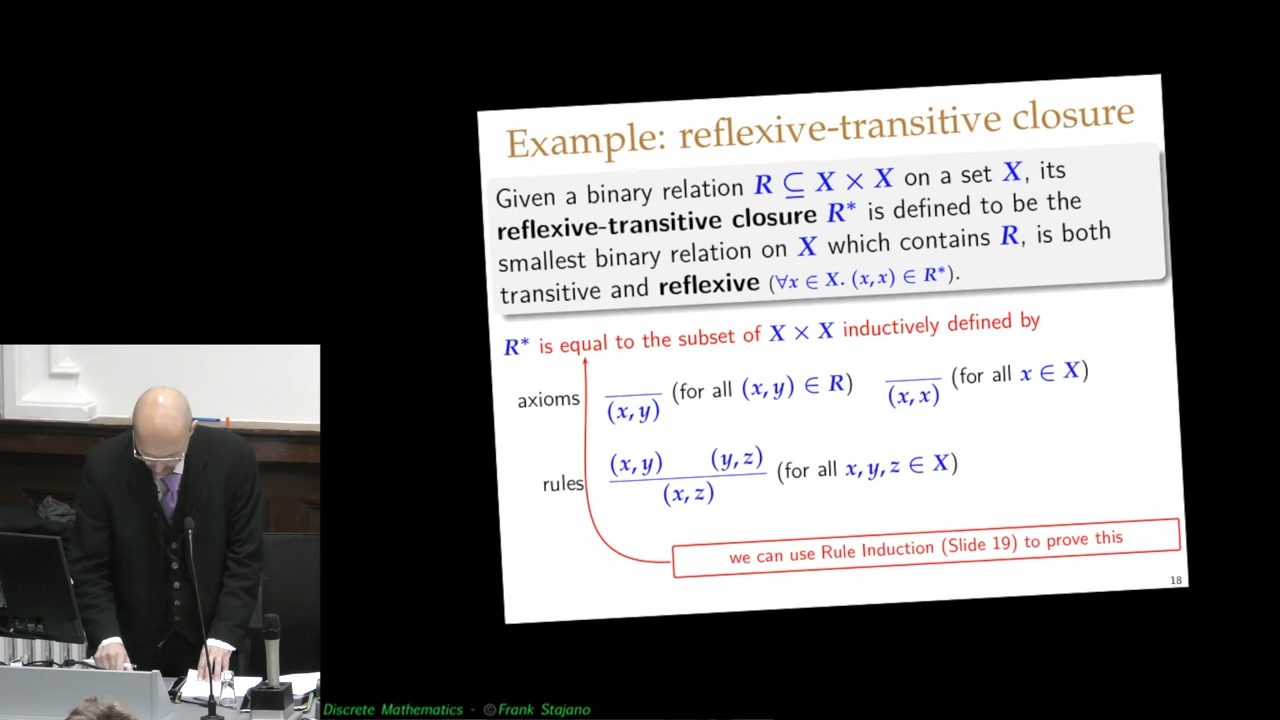 Example: reflexive-transitive closure
Given a binary relation R ⊆ X × X on a set X, its
reflexive-transitive closure R* is defined to be the
smallest binary relation on X which contains R, is both
transitive and reflexive (∀x ∈ X. (x, x) ∈ R*).
R* is equal to the subset of X × X inductively defined by
axioms ‾(x, y)‾ (for all (x, y) ∈ R) ‾(x, x)‾ (for all x ∈ X)
(x, y) (y, z)
rules (for all x, y, z ∈ X)
(x, z)
we can use Rule Induction (Slide 19) to prove this
18
Discrete Mathematics - ©Frank Stajano